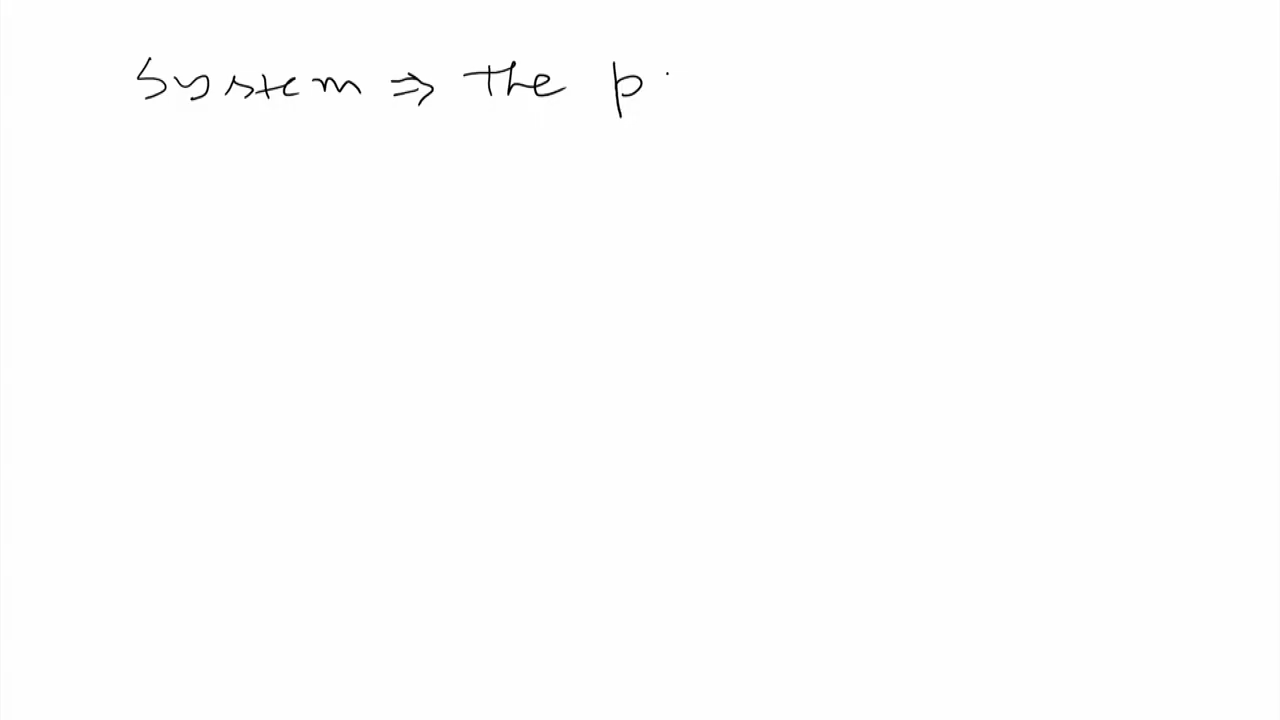 System ⇒ the p